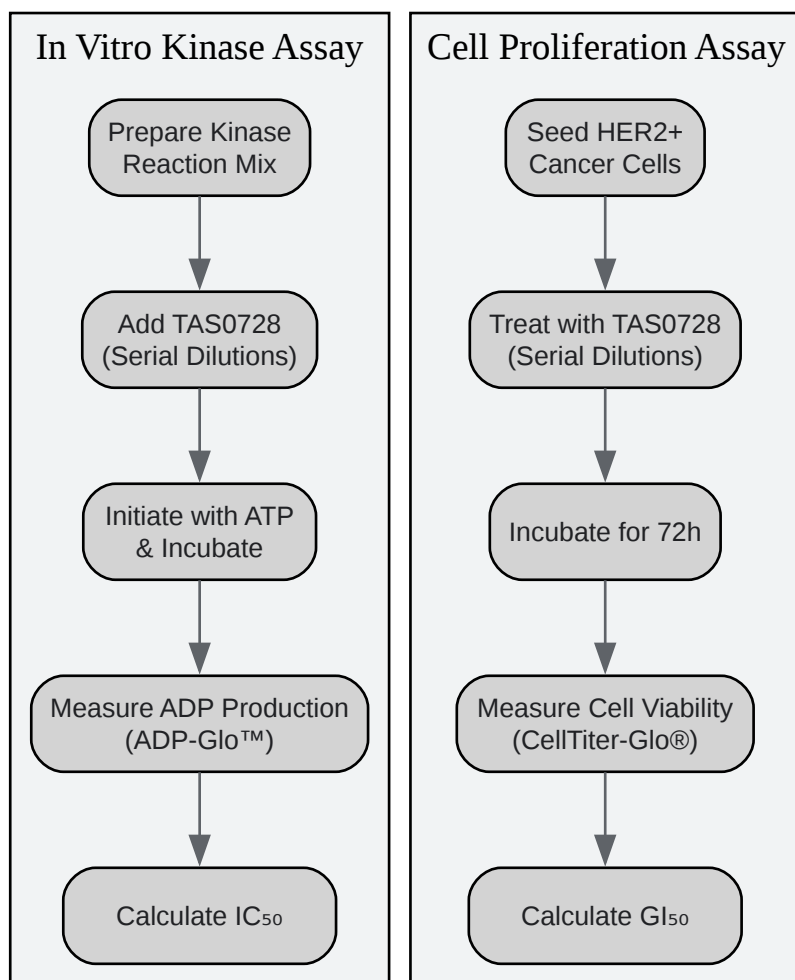 In Vitro Kinase Assay
Prepare Kinase
Reaction Mix
Add TAS0728
(Serial Dilutions)
Initiate with ATP
& Incubate
Measure ADP Production
(ADP-Glo™)
Calculate IC₅₀
Cell Proliferation Assay
Seed HER2+
Cancer Cells
Treat with TAS0728
(Serial Dilutions)
Incubate for 72h
Measure Cell Viability
(CellTiter-Glo®)
Calculate GI₅₀